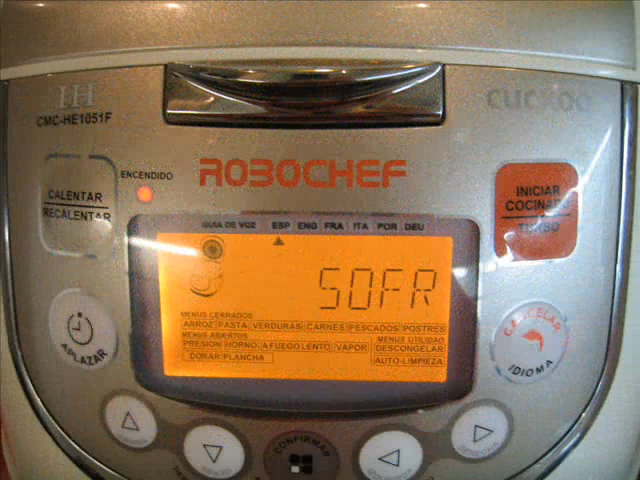 IH
CMC-HE1051F
CUCKOO
ROBOCHEF
ENCENDIDO
CALENTAR
RECALENTAR
INICIAR
COCINADO
TURBO
GUIA DE VOZ ESP ENG FRA ITA POR DEU
SOFR
MENUS CERRADOS
ARROZ PASTA VERDURAS CARNES PESCADOS POSTRES
MENUS ABIERTOS MENUS UTILIDAD
PRESION HORNO A FUEGO LENTO VAPOR DESCONGELAR
DORAR/PLANCHA AUTO-LIMPIEZA
APLAZAR
CANCELAR
IDIOMA
CONFIRMAR